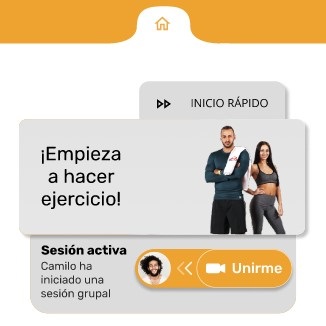 INICIO RÁPIDO
¡Empieza
a hacer
ejercicio!
Sesión activa
Camilo ha
iniciado una
sesión grupal
Unirme